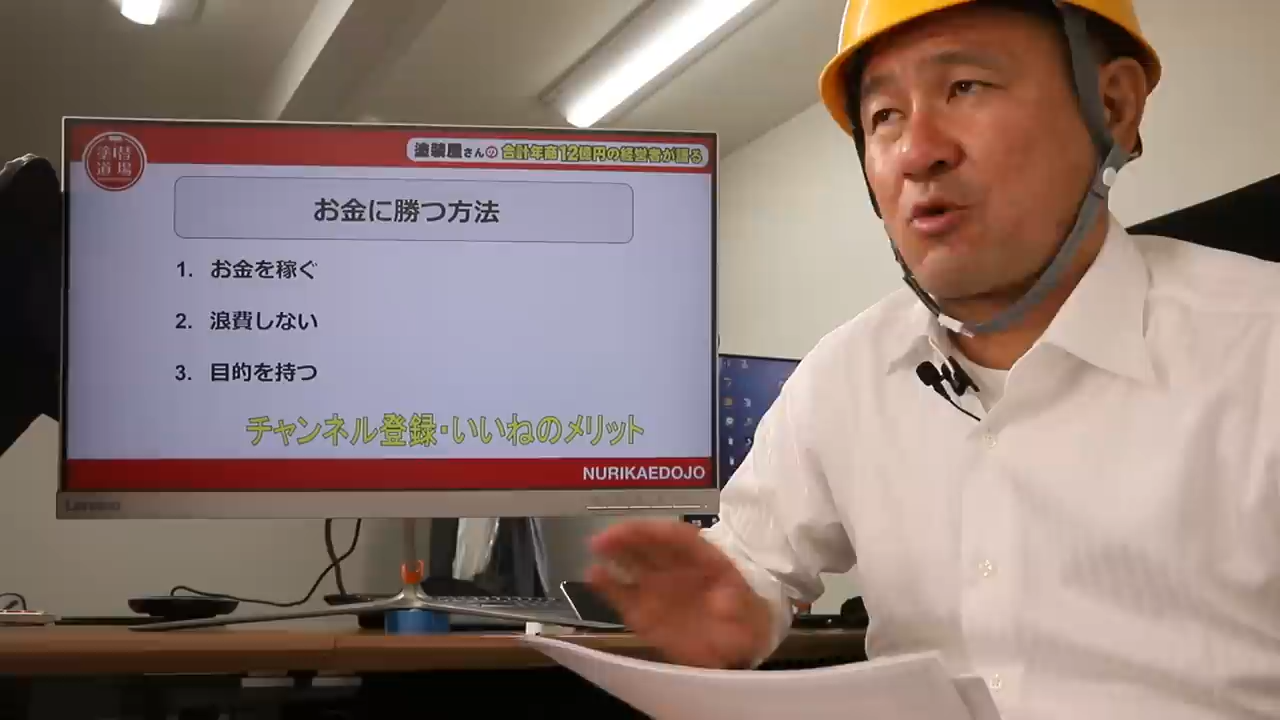 塗替
道場
塗装屋さんの 合計年商12億円の経営者が語る
お金に勝つ方法
1. お金を稼ぐ
2. 浪費しない
3. 目的を持つ
チャンネル登録・いいねのメリット
NURIKAEDOJO
Lenovo